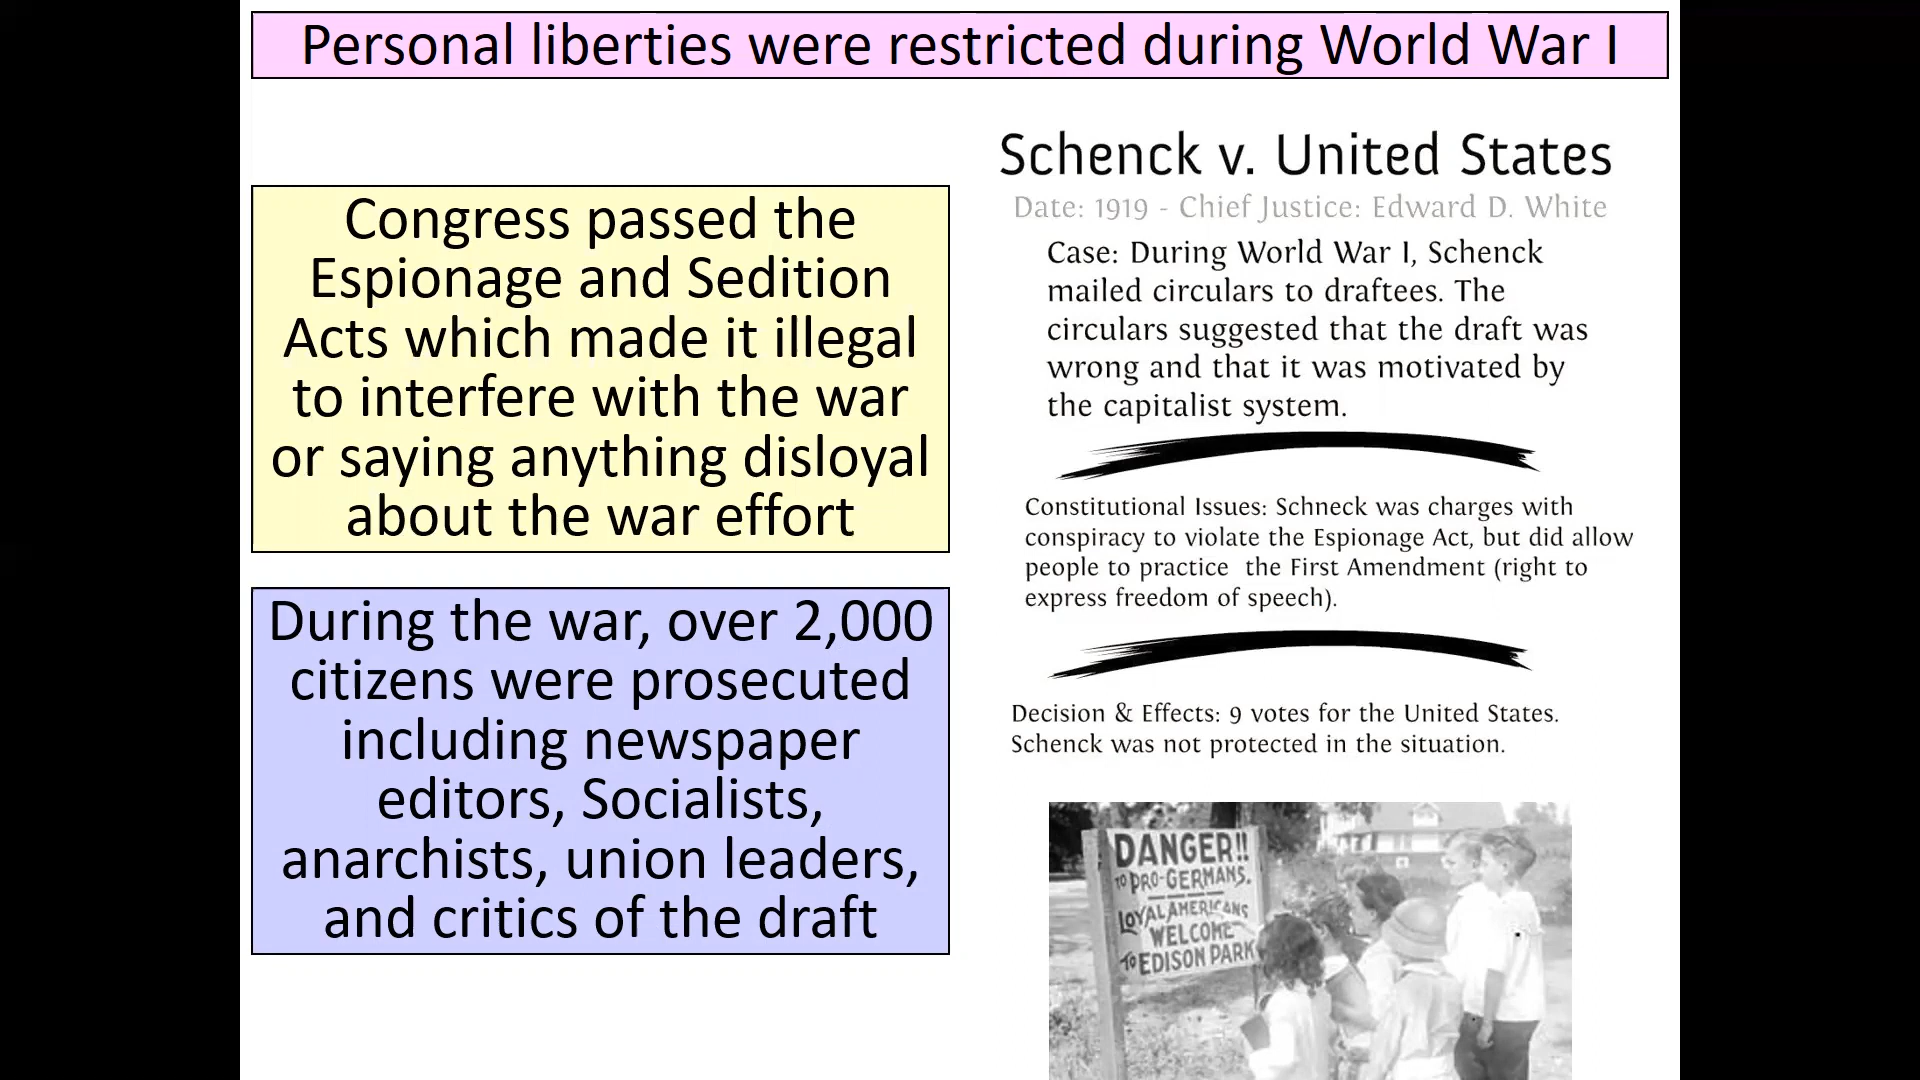 Personal liberties were restricted during World War I
Congress passed the
Espionage and Sedition
Acts which made it illegal
to interfere with the war
or saying anything disloyal
about the war effort
During the war, over 2,000
citizens were prosecuted
including newspaper
editors, Socialists,
anarchists, union leaders,
and critics of the draft
Schenck v. United States
Date: 1919 - Chief Justice: Edward D. White
Case: During World War I, Schenck
mailed circulars to draftees. The
circulars suggested that the draft was
wrong and that it was motivated by
the capitalist system.
Constitutional Issues: Schneck was charges with
conspiracy to violate the Espionage Act, but did allow
people to practice the First Amendment (right to
express freedom of speech).
Decision & Effects: 9 votes for the United States.
Schenck was not protected in the situation.
DANGER!!
TO PRO-GERMANS.
LOYAL AMERICANS
WELCOME
TO EDISON PARK